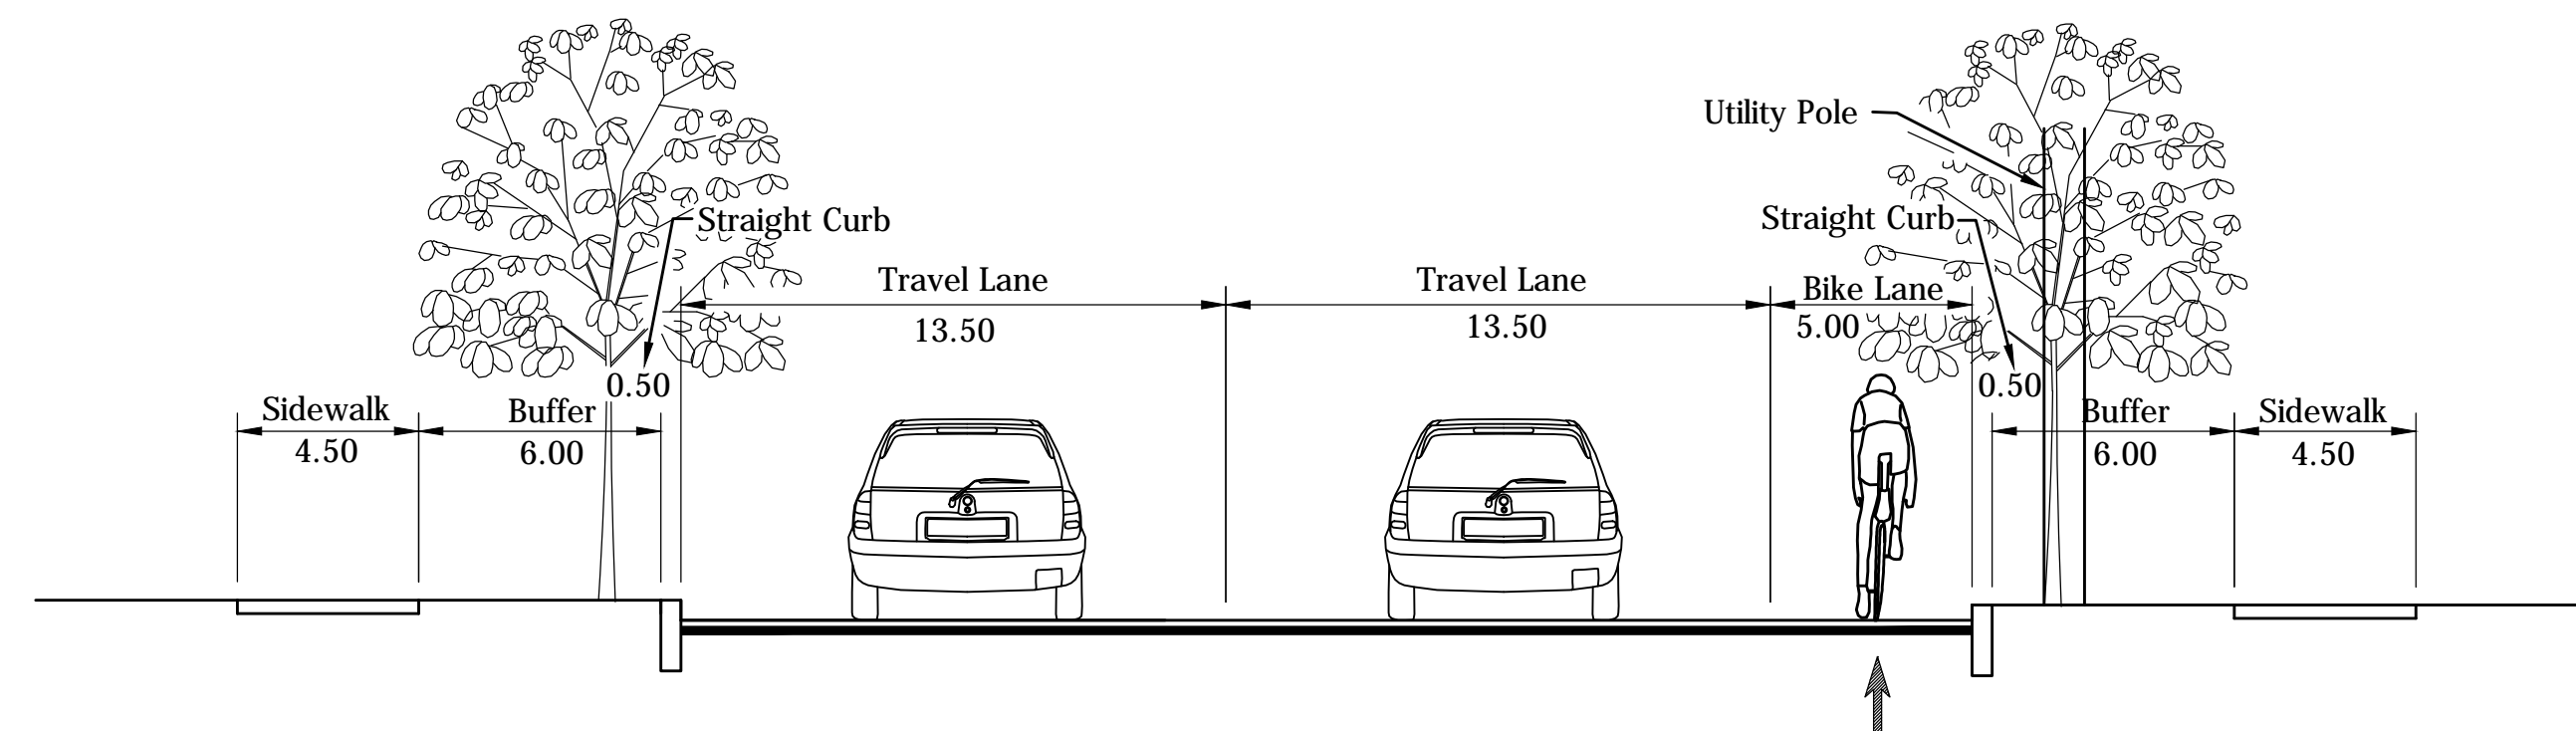 Utility Pole
Straight Curb
Straight Curb
Travel Lane
13.50
Travel Lane
13.50
Bike Lane
5.00
0.50
0.50
Sidewalk
4.50
Buffer
6.00
Buffer
6.00
Sidewalk
4.50